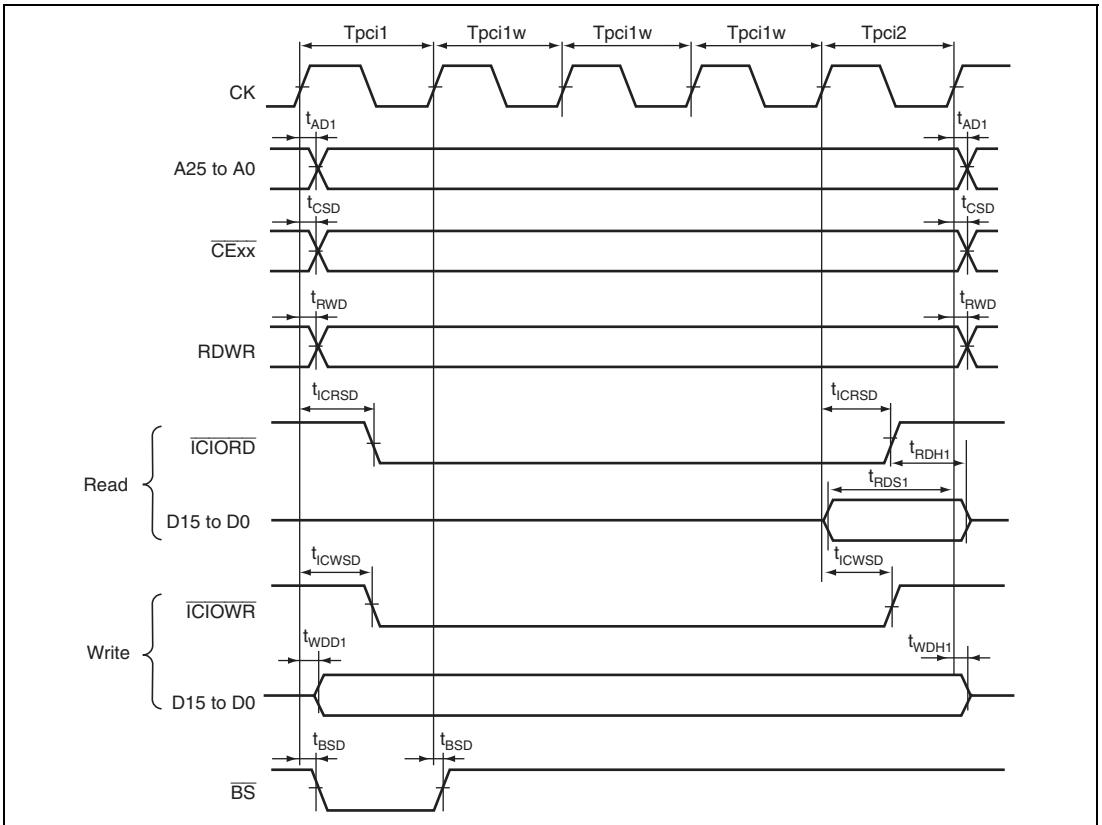 Tpci1 Tpci1w Tpci1w Tpci1w Tpci2
CK
tAD1 tAD1
A25 to A0
tCSD tCSD
CExx
tRWD tRWD
RDWR
tICRSD tICRSD
ICIORD
tRDH1
Read
tRDS1
D15 to D0
tICWSD tICWSD
ICIOWR
Write
tWDD1 tWDH1
D15 to D0
tBSD tBSD
BS